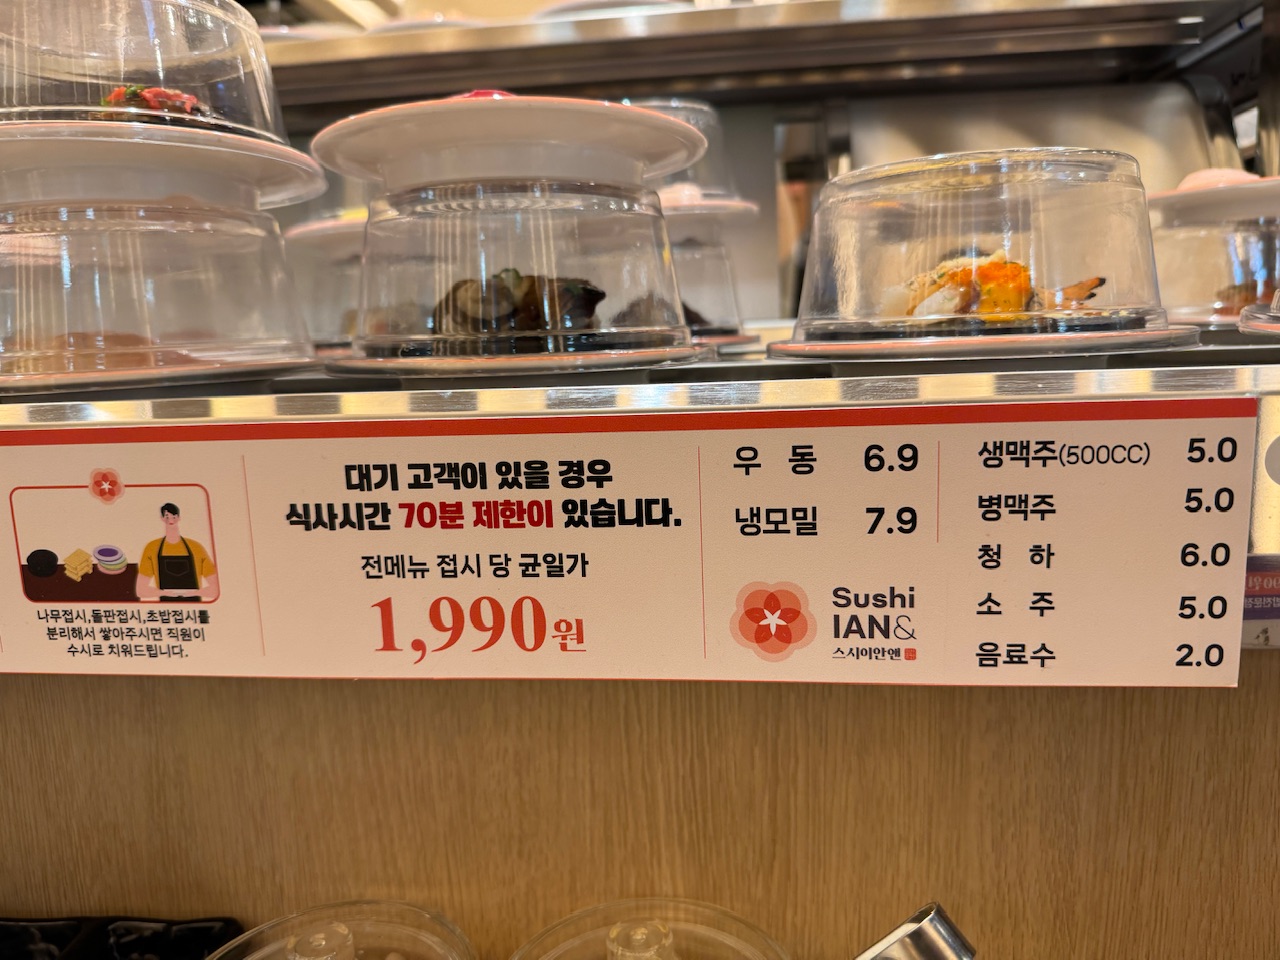 나무접시,돌판접시,초밥접시를
분리해서 쌓아주시면 직원이
수시로 치워드립니다.
대기 고객이 있을 경우
식사시간 70분 제한이 있습니다.
전메뉴 접시 당 균일가
1,990원
우 동 6.9
냉모밀 7.9
Sushi
IAN&
스시이안앤
생맥주(500CC) 5.0
병맥주 5.0
청 하 6.0
소 주 5.0
음료수 2.0